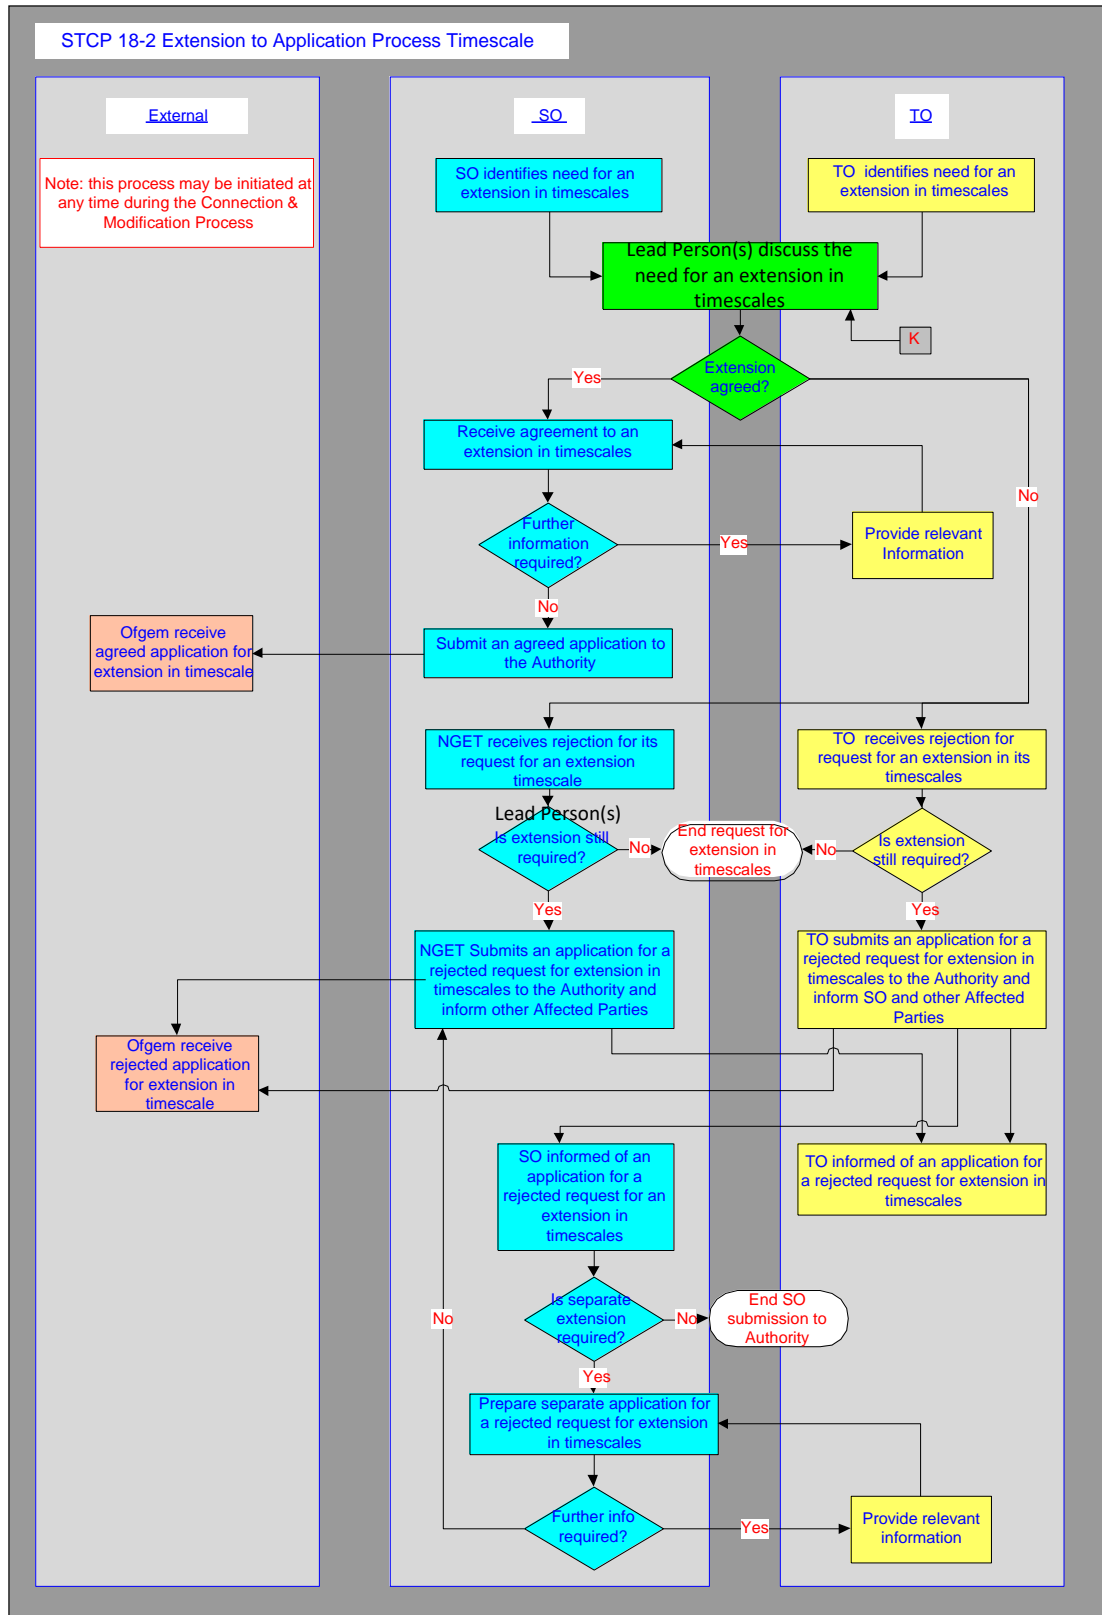 STCP 18-2 Extension to Application Process Timescale
External
SO
TO
Note: this process may be initiated at
any time during the Connection &
Modification Process
SO identifies need for an
extension in timescales
TO identifies need for an
extension in timescales
Lead Person(s) discuss the
need for an extension in
timescales
K
Extension
agreed?
Yes
No
Receive agreement to an
extension in timescales
Further
information
required?
Yes
Provide relevant
Information
No
Ofgem receive
agreed application for
extension in timescale
Submit an agreed application to
the Authority
NGET receives rejection for its
request for an extension
timescale
TO receives rejection for
request for an extension in its
timescales
Lead Person(s)
Is extension still
required?
No
End request for
extension in
timescales
No
Is extension
still required?
Yes
Yes
NGET Submits an application for a
rejected request for extension in
timescales to the Authority and
inform other Affected Parties
TO submits an application for a
rejected request for extension in
timescales to the Authority and
inform SO and other Affected
Parties
Ofgem receive
rejected application
for extension in
timescale
SO informed of an
application for a
rejected request for an
extension in
timescales
TO informed of an application for
a rejected request for extension in
timescales
Is separate
extension
required?
No
End SO
submission to
Authority
No
Yes
Prepare separate application for
a rejected request for extension
in timescales
Further info
required?
Yes
Provide relevant
information